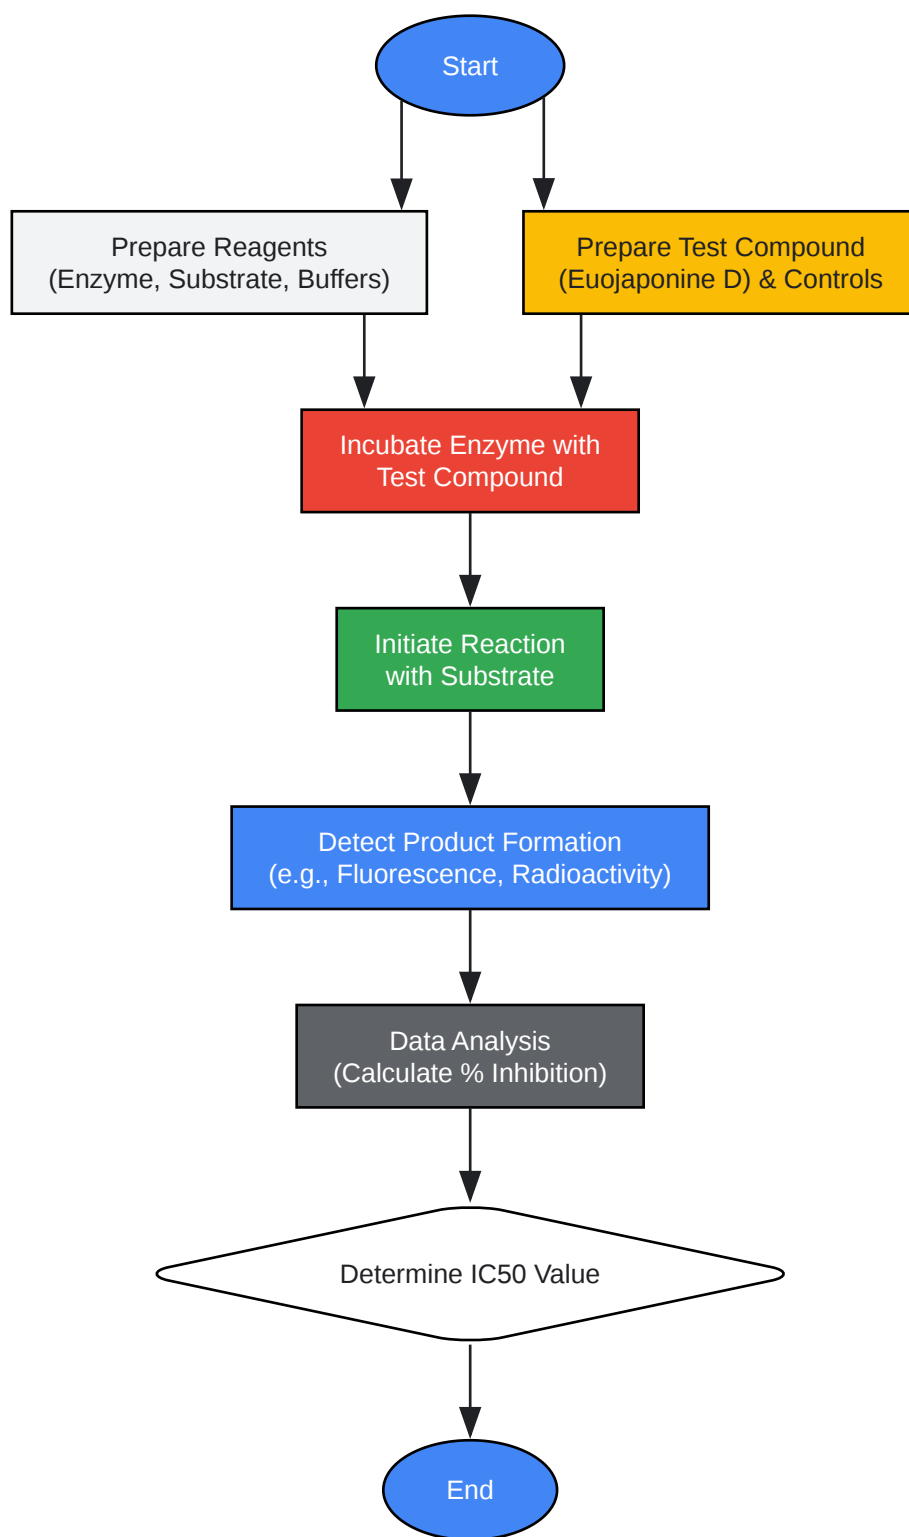 Start
Prepare Reagents
(Enzyme, Substrate, Buffers)
Prepare Test Compound
(Euojaponine D) & Controls
Incubate Enzyme with
Test Compound
Initiate Reaction
with Substrate
Detect Product Formation
(e.g., Fluorescence, Radioactivity)
Data Analysis
(Calculate % Inhibition)
Determine IC50 Value
End